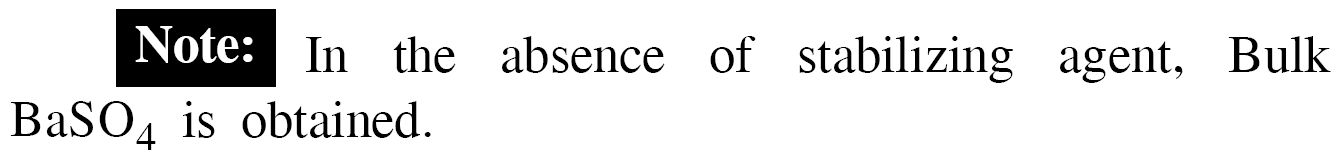 Note: In the absence of stabilizing agent, Bulk
BaSO₄ is obtained.